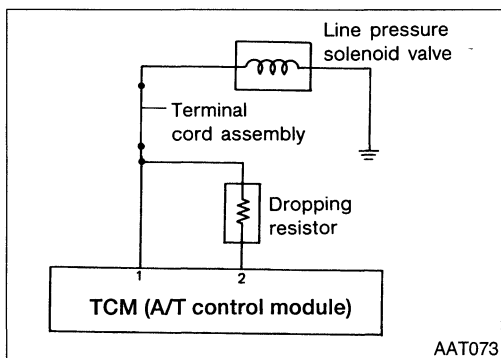 Line pressure
solenoid valve
Terminal
cord assembly
Dropping
resistor
1
2
TCM (A/T control module)
AAT073